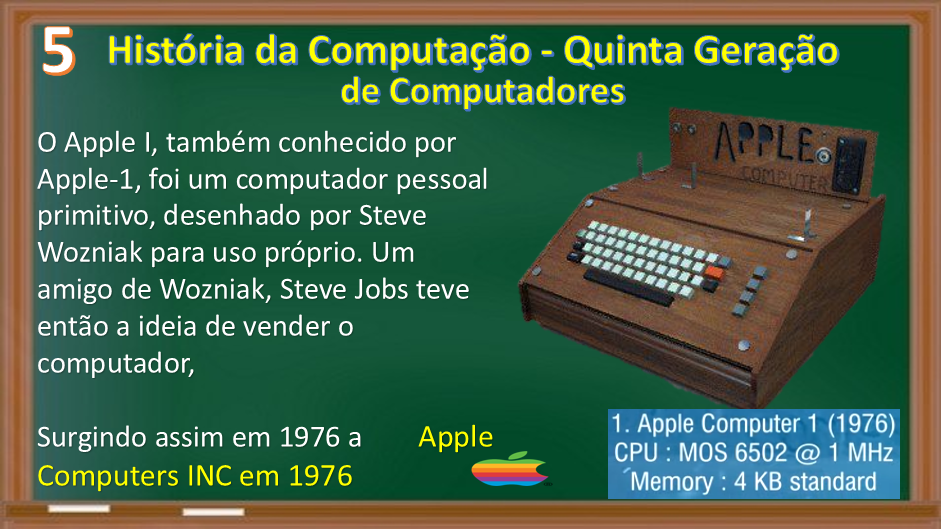 5
História da Computação - Quinta Geração
de Computadores
O Apple I, também conhecido por
Apple-1, foi um computador pessoal
primitivo, desenhado por Steve
Wozniak para uso próprio. Um
amigo de Wozniak, Steve Jobs teve
então a ideia de vender o
computador,
Surgindo assim em 1976 a Apple
Computers INC em 1976
APPLE
COMPUTER
1. Apple Computer 1 (1976)
CPU : MOS 6502 @ 1 MHz
Memory : 4 KB standard